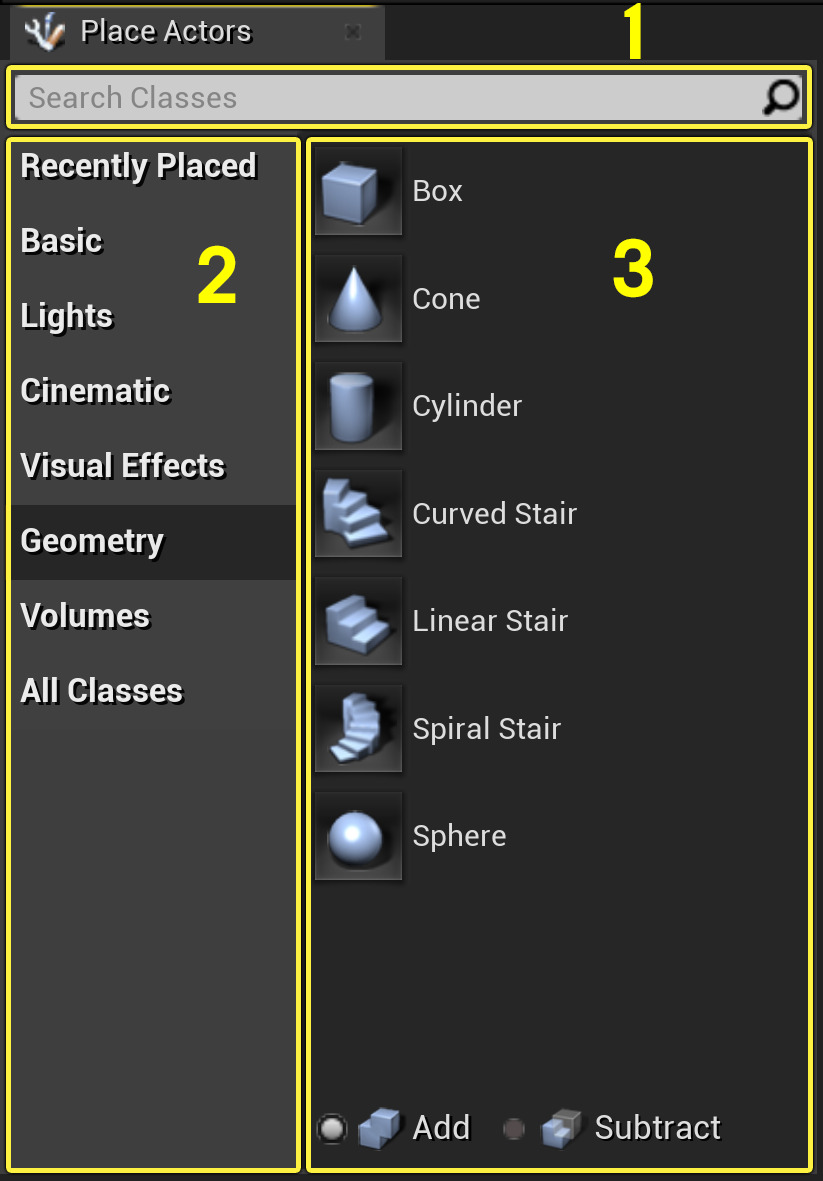 Place Actors
1
Search Classes
Recently Placed
Basic
2
Lights
Cinematic
Visual Effects
Geometry
Volumes
All Classes
Box
3
Cone
Cylinder
Curved Stair
Linear Stair
Spiral Stair
Sphere
Add Subtract